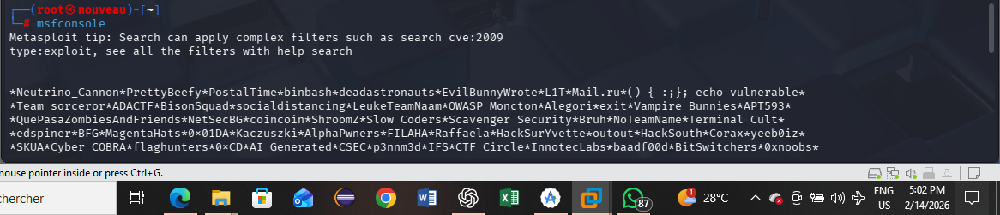 ┌──(root㉿nouveau)-[~]
└─# msfconsole
Metasploit tip: Search can apply complex filters such as search cve:2009
type:exploit, see all the filters with help search
*Neutrino_Cannon*PrettyBeefy*PostalTime*binbash*deadastronauts*EvilBunnyWrote*L1T*Mail.ru*() { :;}; echo vulnerable*
*Team sorceror*ADACTF*BisonSquad*socialdistancing*LeukeTeamNaam*OWASP Moncton*Alegori*exit*Vampire Bunnies*APT593*
*QuePasaZombiesAndFriends*NetSecBG*coincoin*ShroomZ*Slow Coders*Scavenger Security*Bruh*NoTeamName*Terminal Cult*
*edspiner*BFG*MagentaHats*0×01DA*Kaczuszki*AlphaPwners*FILAHA*Raffaela*HackSurYvette*outout*HackSouth*Corax*yeeb0iz*
*SKUA*Cyber COBRA*flaghunters*0×CD*AI Generated*CSEC*p3nnm3d*IFS*CTF_Circle*InnotecLabs*baadf00d*BitSwitchers*0xnoobs*
mouse pointer inside or press Ctrl+G.
chercher
87
1
28°C
ENG
US
5:02 PM
2/14/2026